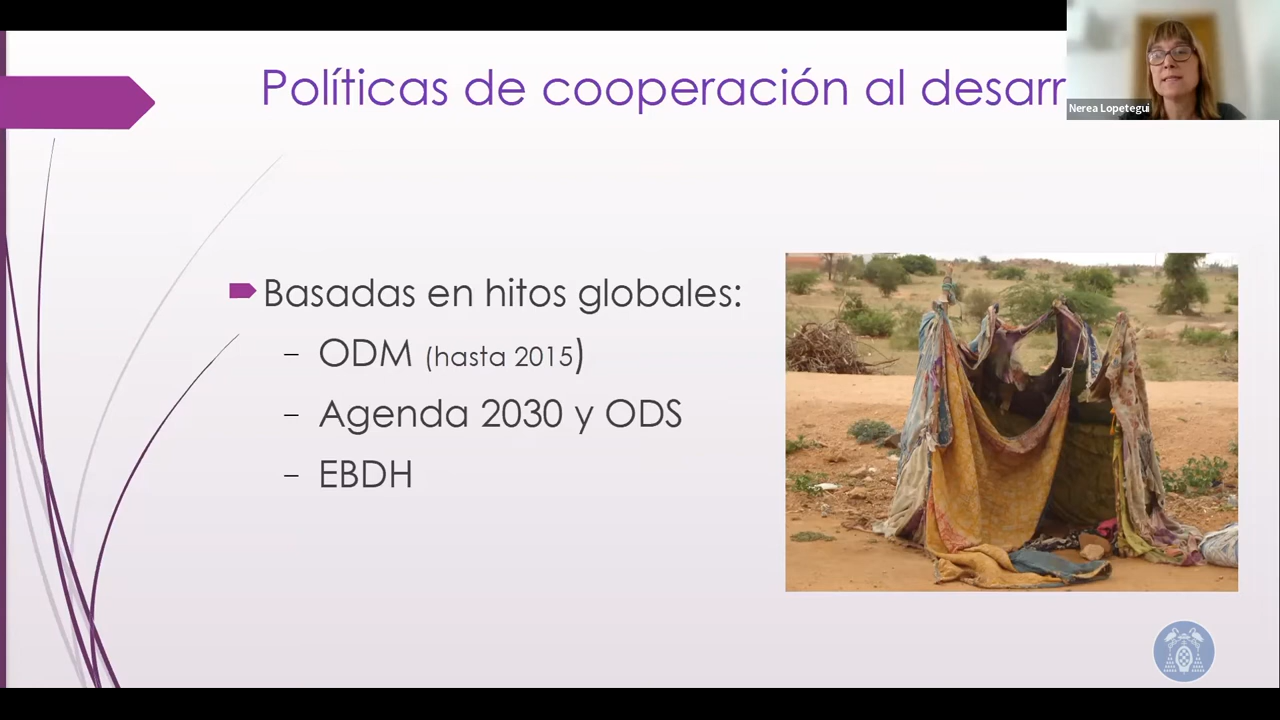 Políticas de cooperación al desarr
Nerea Lopetegui
Basadas en hitos globales:
– ODM (hasta 2015)
– Agenda 2030 y ODS
– EBDH